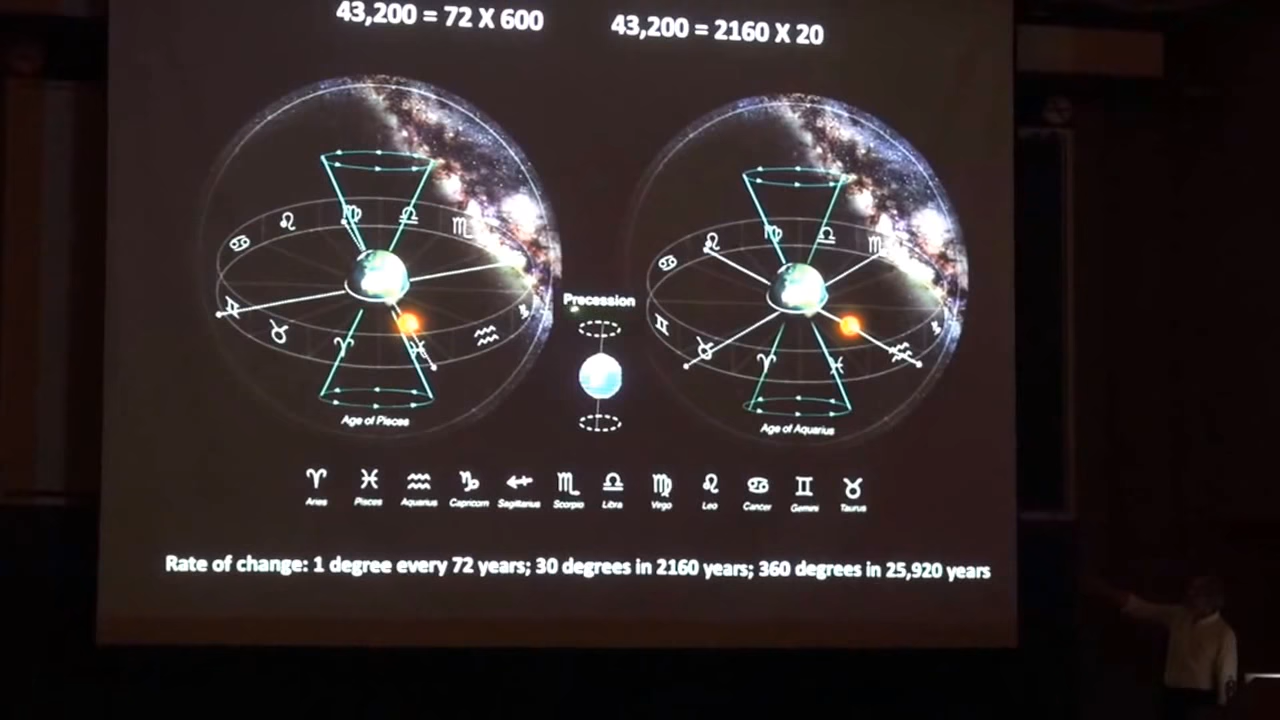 43,200 = 72 X 600
43,200 = 2160 X 20
Precession
Age of Pisces
Age of Aquarius
Aries Pisces Aquarius Capricorn Sagittarius Scorpio Libra Virgo Leo Cancer Gemini Taurus
Rate of change: 1 degree every 72 years; 30 degrees in 2160 years; 360 degrees in 25,920 years